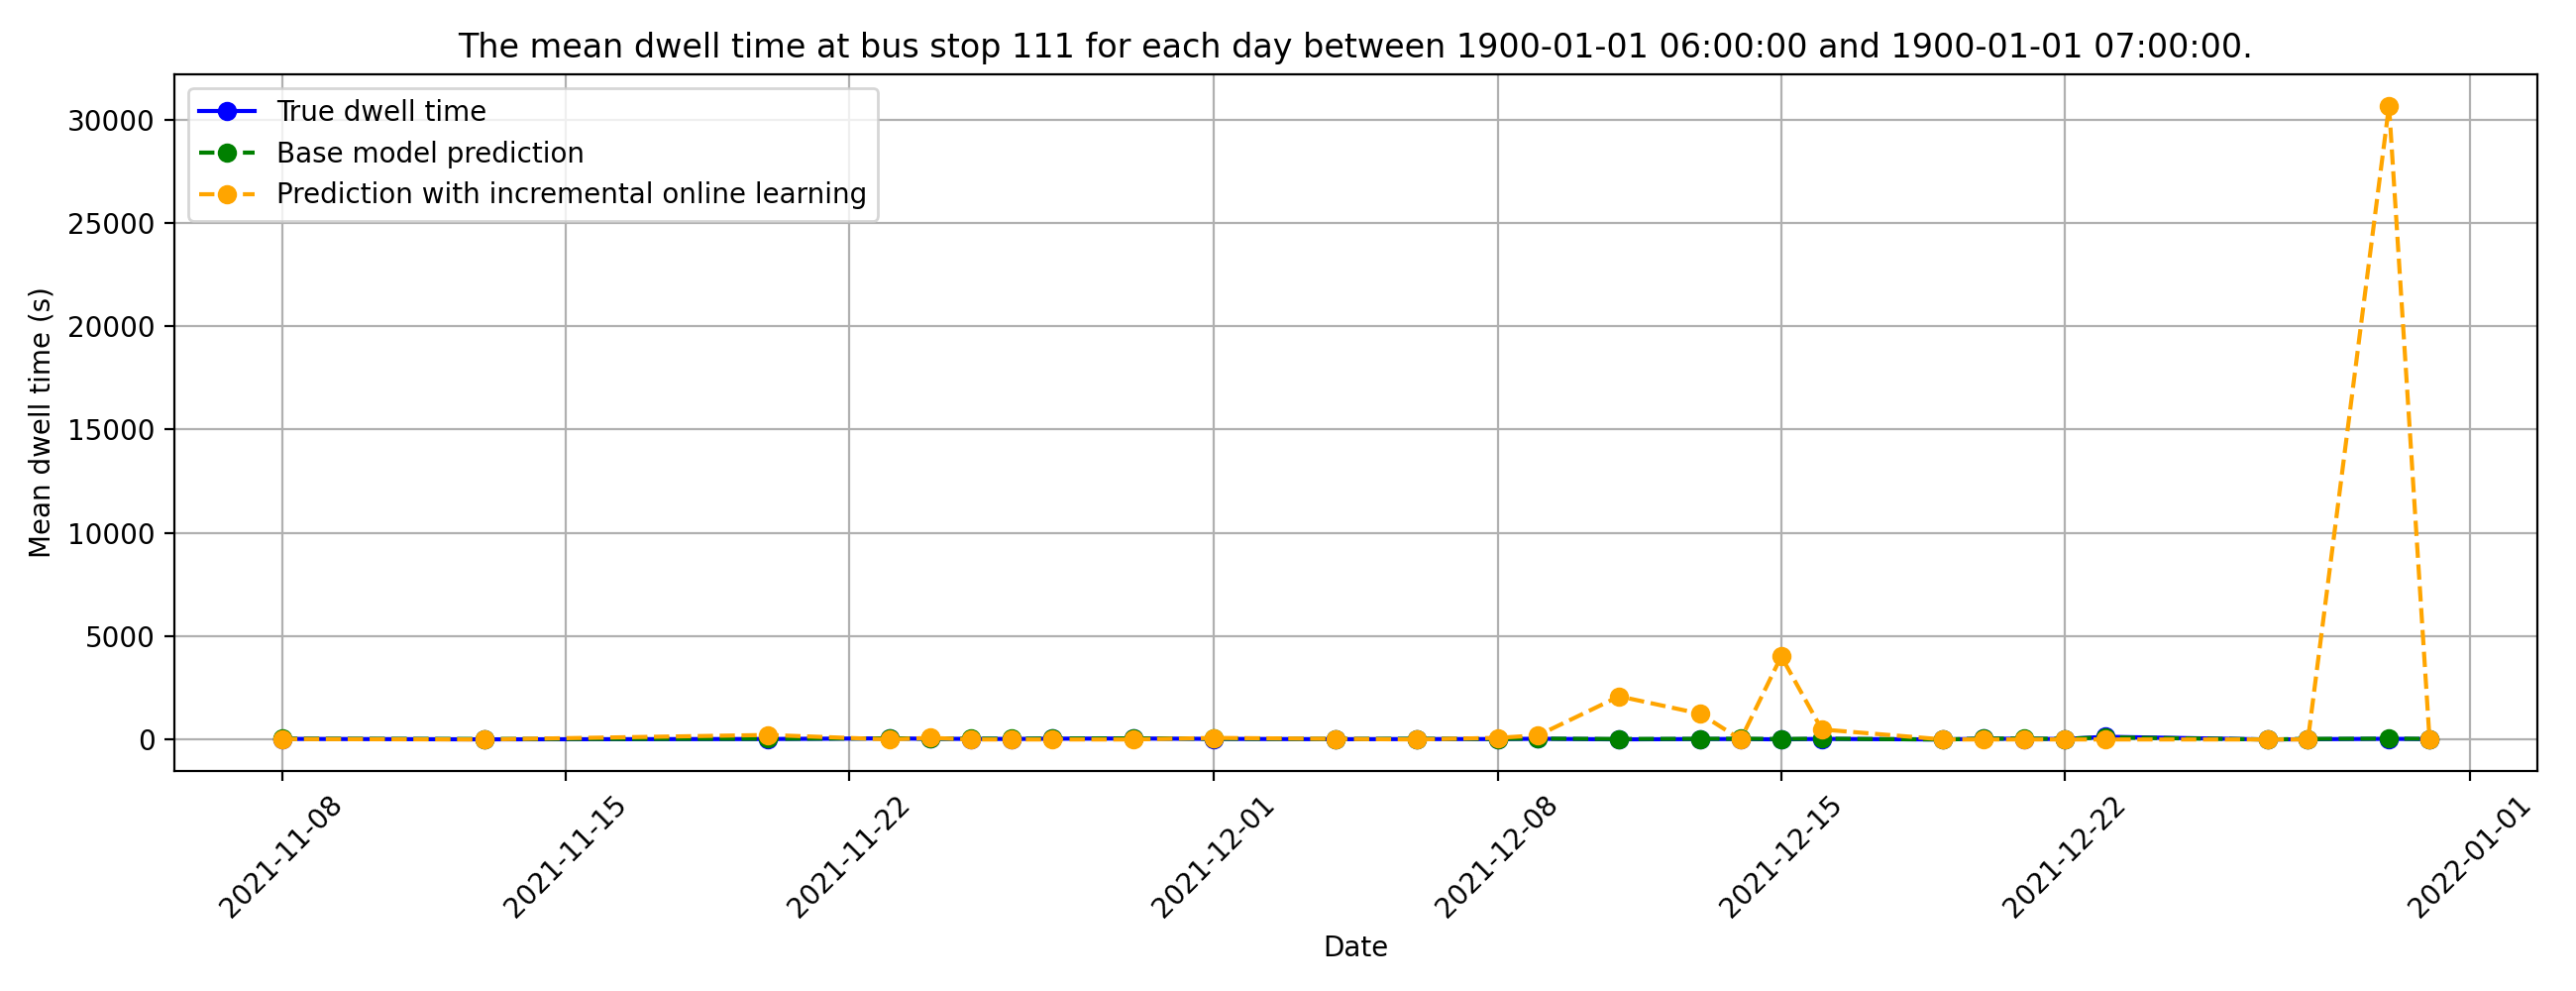 The mean dwell time at bus stop 111 for each day between 1900-01-01 06:00:00 and 1900-01-01 07:00:00.
True dwell time
Base model prediction
Prediction with incremental online learning
Mean dwell time (s)
30000
25000
20000
15000
10000
5000
0
2021-11-08
2021-11-15
2021-11-22
2021-12-01
2021-12-08
2021-12-15
2021-12-22
2022-01-01
Date